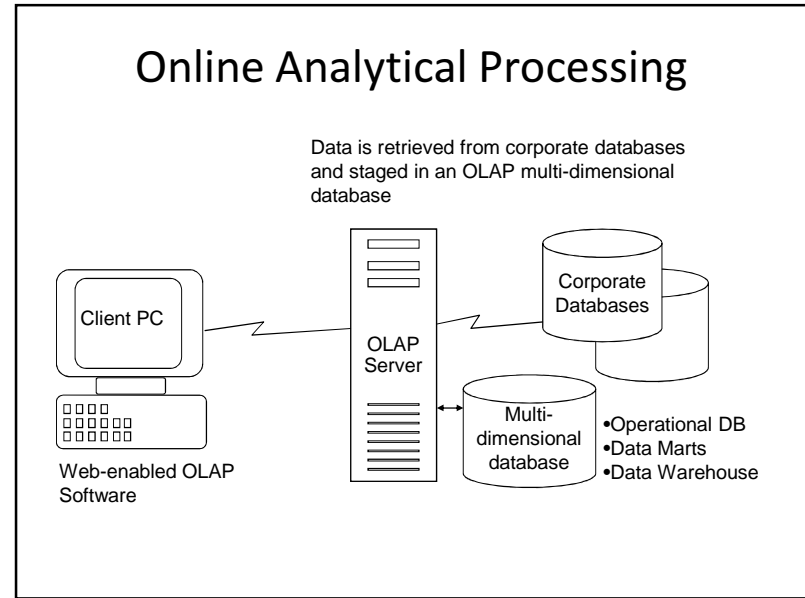 Online Analytical Processing
Data is retrieved from corporate databases
and staged in an OLAP multi-dimensional
database
Client PC
OLAP
Server
Corporate
Databases
Multi-
dimensional
database
•Operational DB
•Data Marts
•Data Warehouse
Web-enabled OLAP
Software